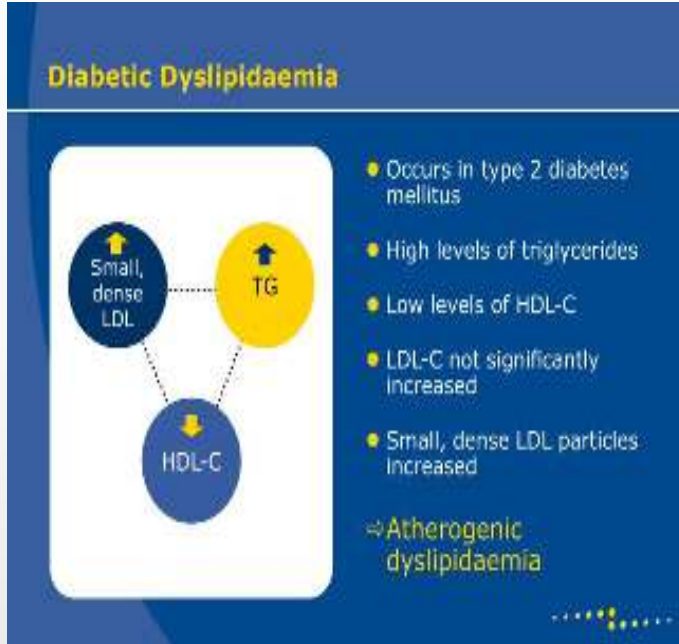 Diabetic Dyslipidaemia
Small,
dense
LDL
TG
HDL-C
Occurs in type 2 diabetes
mellitus
High levels of triglycerides
Low levels of HDL-C
LDL-C not significantly
increased
Small, dense LDL particles
increased
⇨Atherogenic
dyslipidaemia